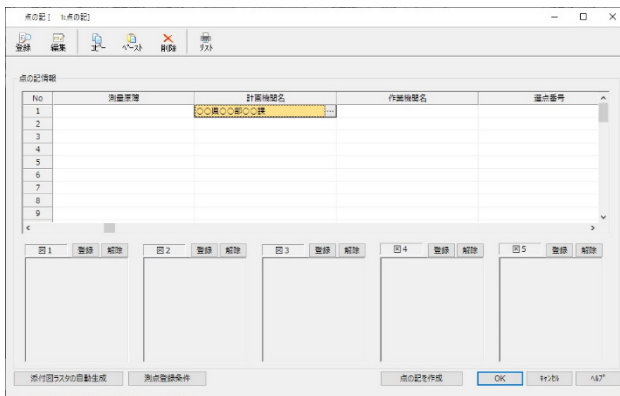 点の記 [ 1:点の記]
登録 編集 コピー ペースト 削除 リスト
点の記情報
No 測量原簿 計画機関名 作業機関名 選点番号
1 〇〇県〇〇部〇〇課 ...
2
3
4
5
6
7
8
9
図1 登録 解除 図2 登録 解除 図3 登録 解除 図4 登録 解除 図5 登録 解除
添付図ラスタの自動生成 測点登録条件 点の記を作成 OK キャンセル ヘルプ